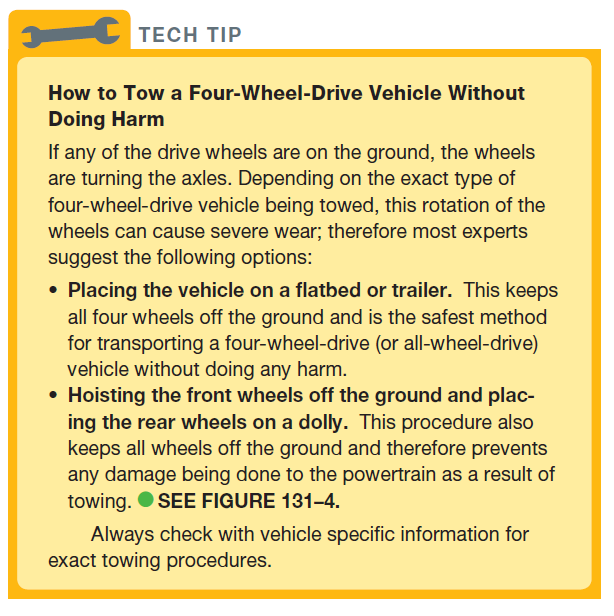 TECH TIP
How to Tow a Four-Wheel-Drive Vehicle Without
Doing Harm
If any of the drive wheels are on the ground, the wheels
are turning the axles. Depending on the exact type of
four-wheel-drive vehicle being towed, this rotation of the
wheels can cause severe wear; therefore most experts
suggest the following options:
• Placing the vehicle on a flatbed or trailer. This keeps
all four wheels off the ground and is the safest method
for transporting a four-wheel-drive (or all-wheel-drive)
vehicle without doing any harm.
• Hoisting the front wheels off the ground and plac-
ing the rear wheels on a dolly. This procedure also
keeps all wheels off the ground and therefore prevents
any damage being done to the powertrain as a result of
towing. ● SEE FIGURE 131–4.
Always check with vehicle specific information for
exact towing procedures.